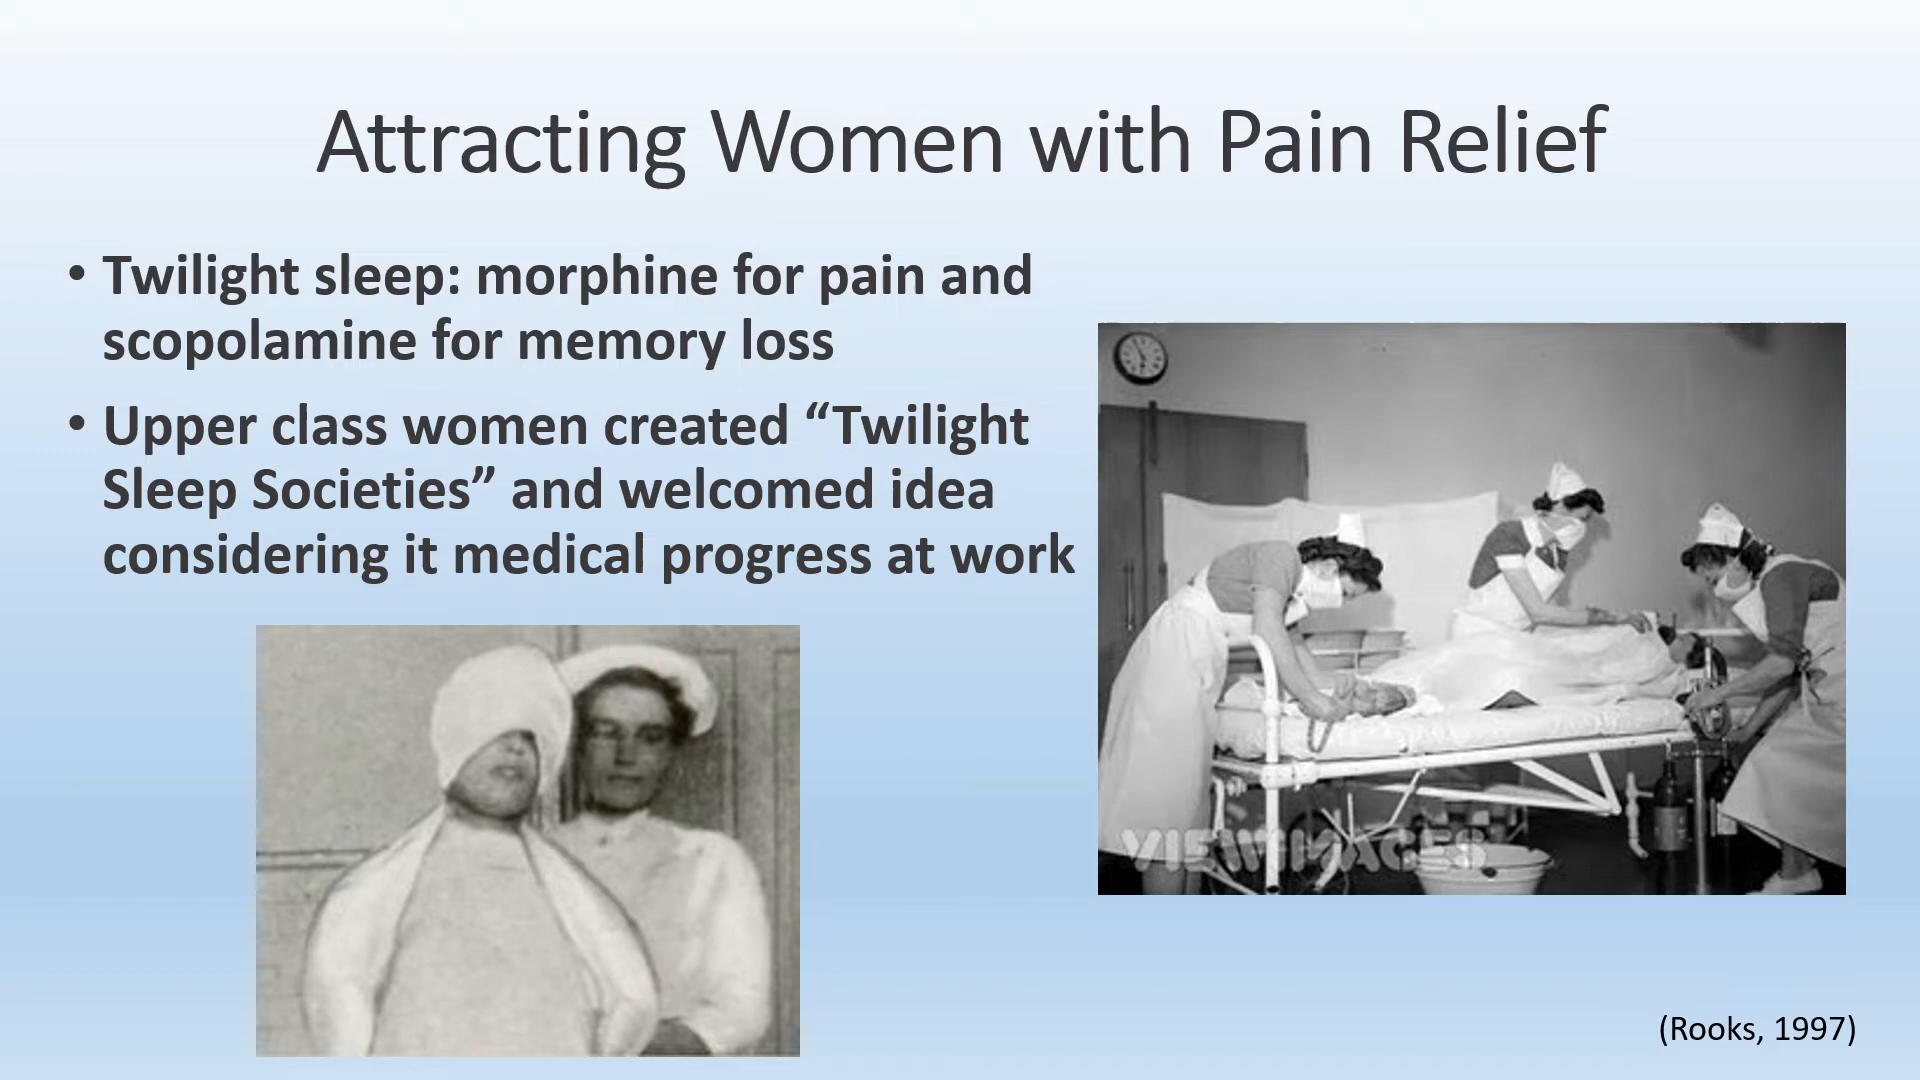 Attracting Women with Pain Relief
• Twilight sleep: morphine for pain and
scopolamine for memory loss
• Upper class women created “Twilight
Sleep Societies” and welcomed idea
considering it medical progress at work
VIEWIMAGES
(Rooks, 1997)